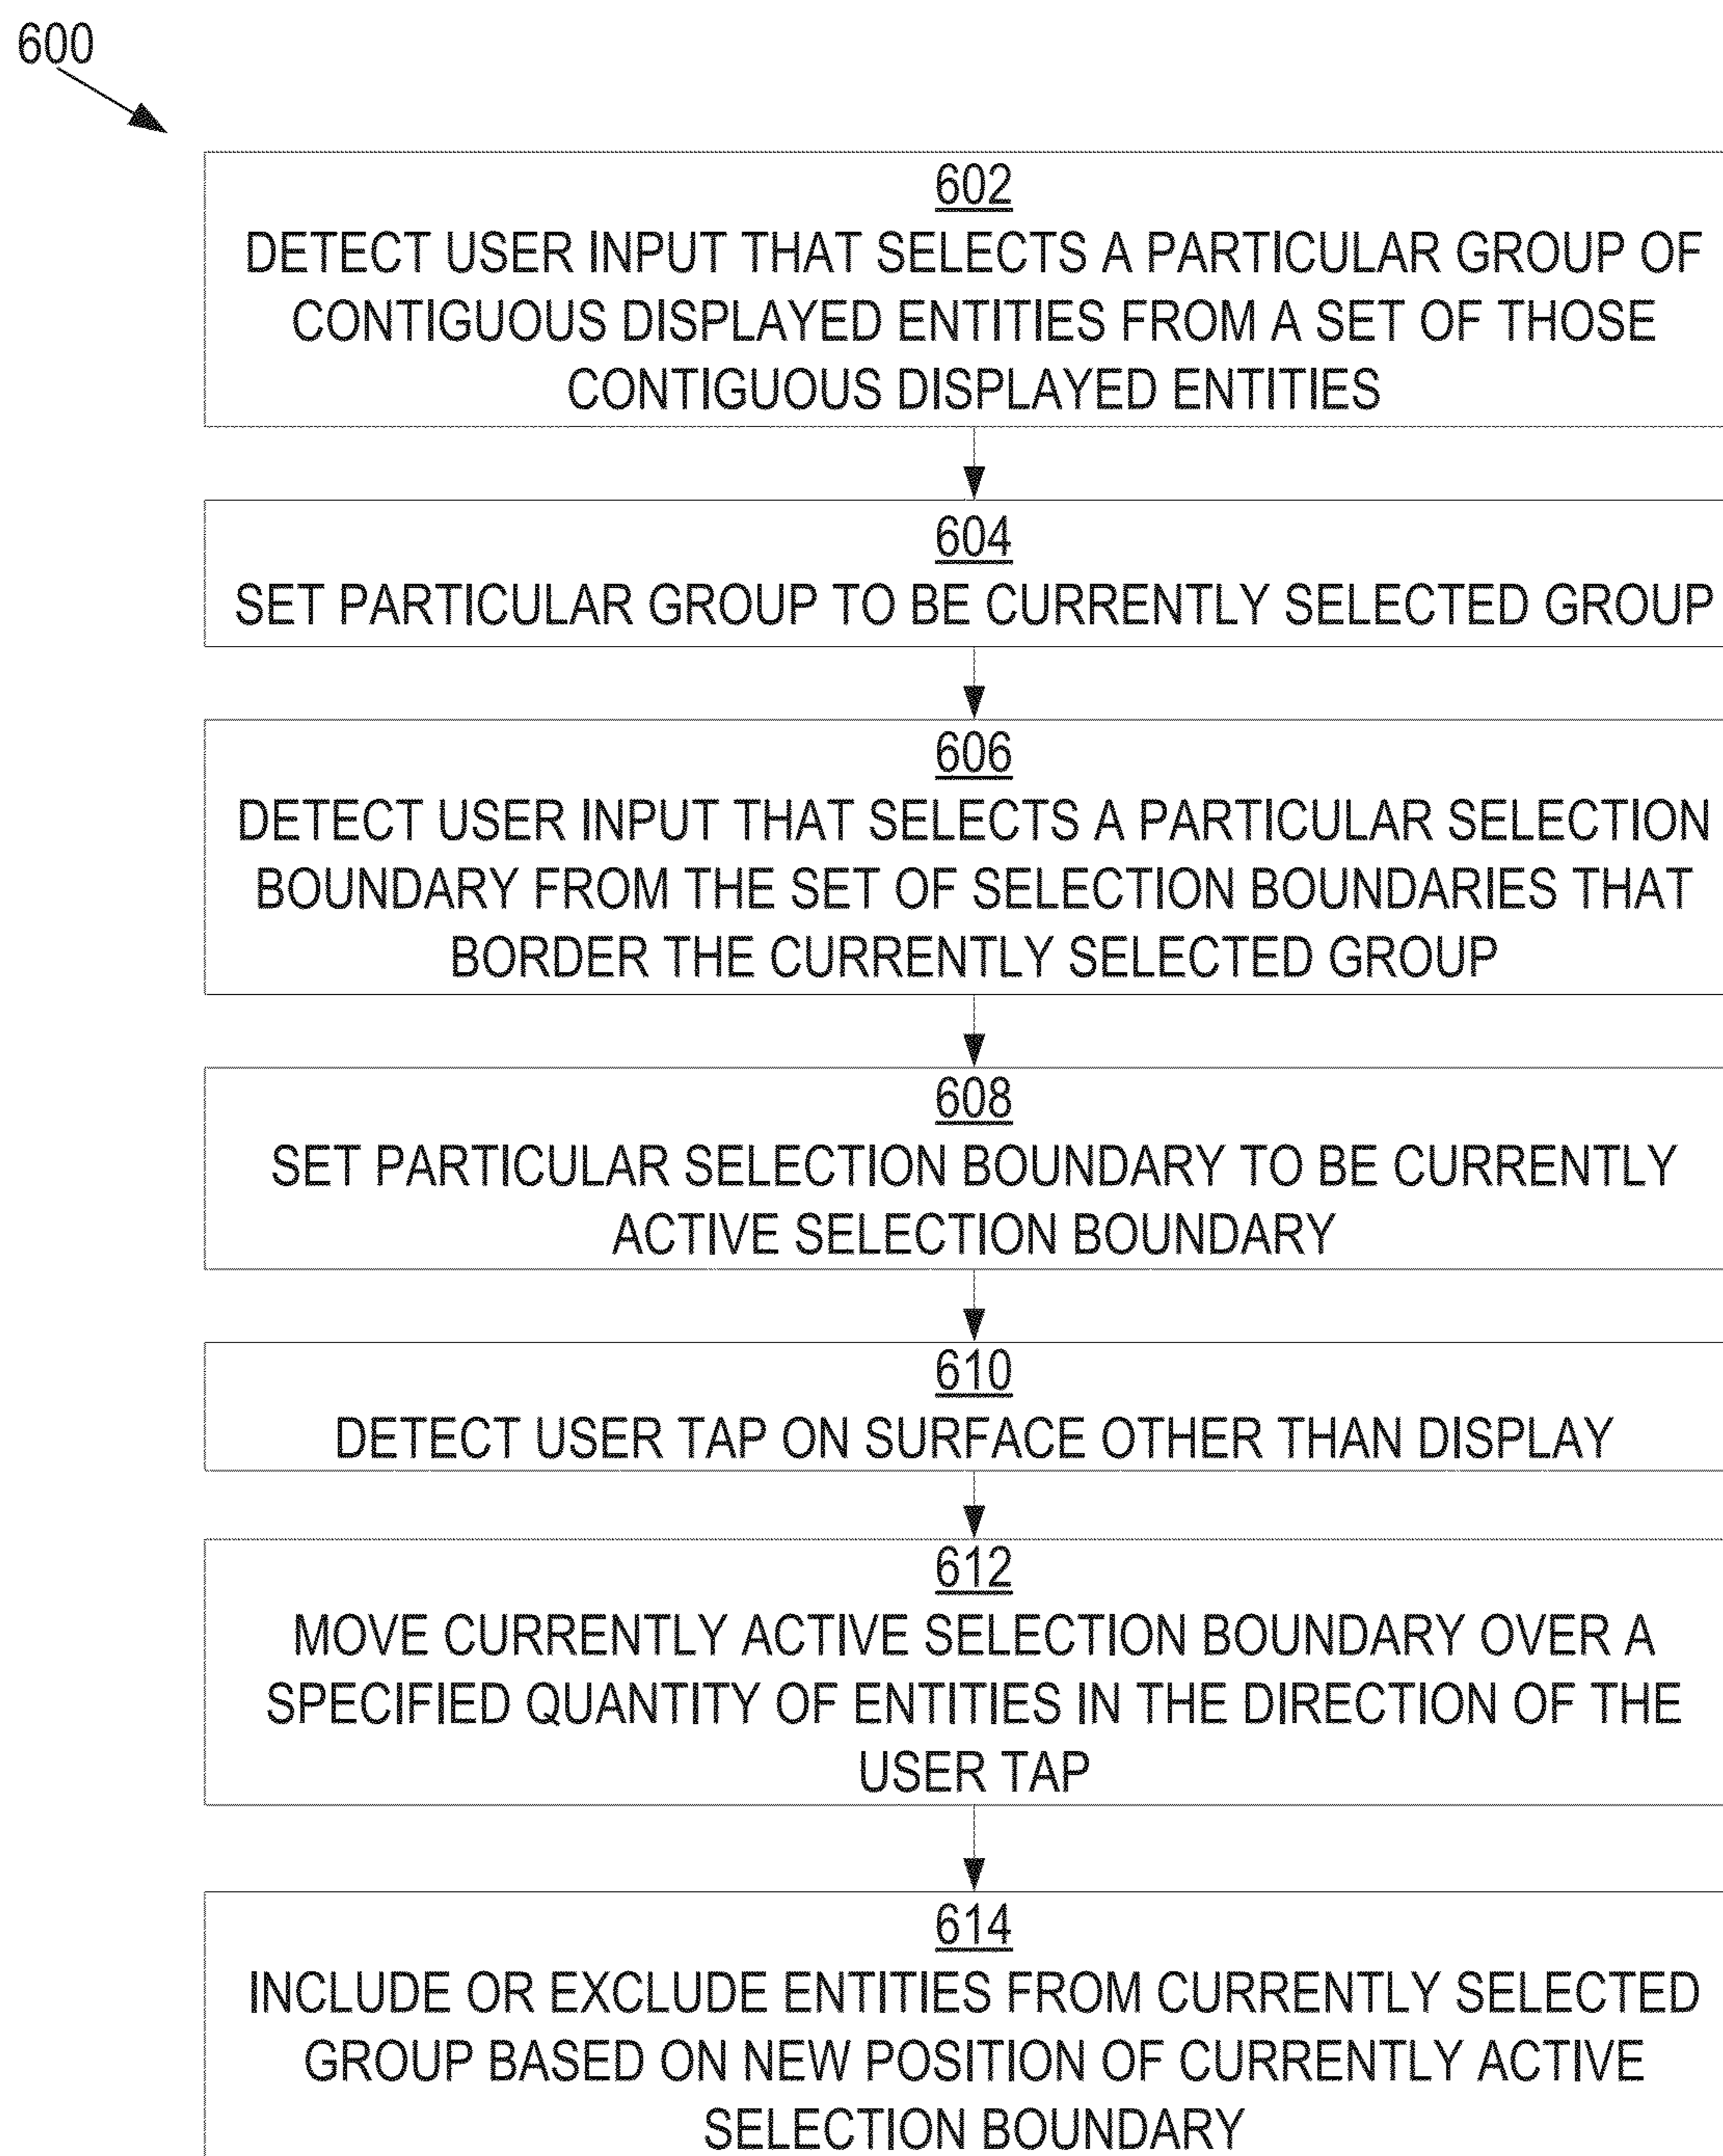 600
602
DETECT USER INPUT THAT SELECTS A PARTICULAR GROUP OF
CONTIGUOUS DISPLAYED ENTITIES FROM A SET OF THOSE
CONTIGUOUS DISPLAYED ENTITIES
604
SET PARTICULAR GROUP TO BE CURRENTLY SELECTED GROUP
606
DETECT USER INPUT THAT SELECTS A PARTICULAR SELECTION
BOUNDARY FROM THE SET OF SELECTION BOUNDARIES THAT
BORDER THE CURRENTLY SELECTED GROUP
608
SET PARTICULAR SELECTION BOUNDARY TO BE CURRENTLY
ACTIVE SELECTION BOUNDARY
610
DETECT USER TAP ON SURFACE OTHER THAN DISPLAY
612
MOVE CURRENTLY ACTIVE SELECTION BOUNDARY OVER A
SPECIFIED QUANTITY OF ENTITIES IN THE DIRECTION OF THE
USER TAP
614
INCLUDE OR EXCLUDE ENTITIES FROM CURRENTLY SELECTED
GROUP BASED ON NEW POSITION OF CURRENTLY ACTIVE
SELECTION BOUNDARY